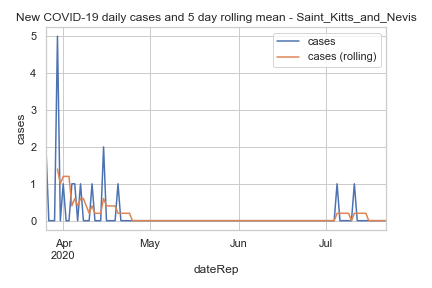 New COVID-19 daily cases and 5 day rolling mean - Saint_Kitts_and_Nevis
cases
cases (rolling)
5
4
3
2
1
0
cases
Apr
2020
May
Jun
Jul
dateRep